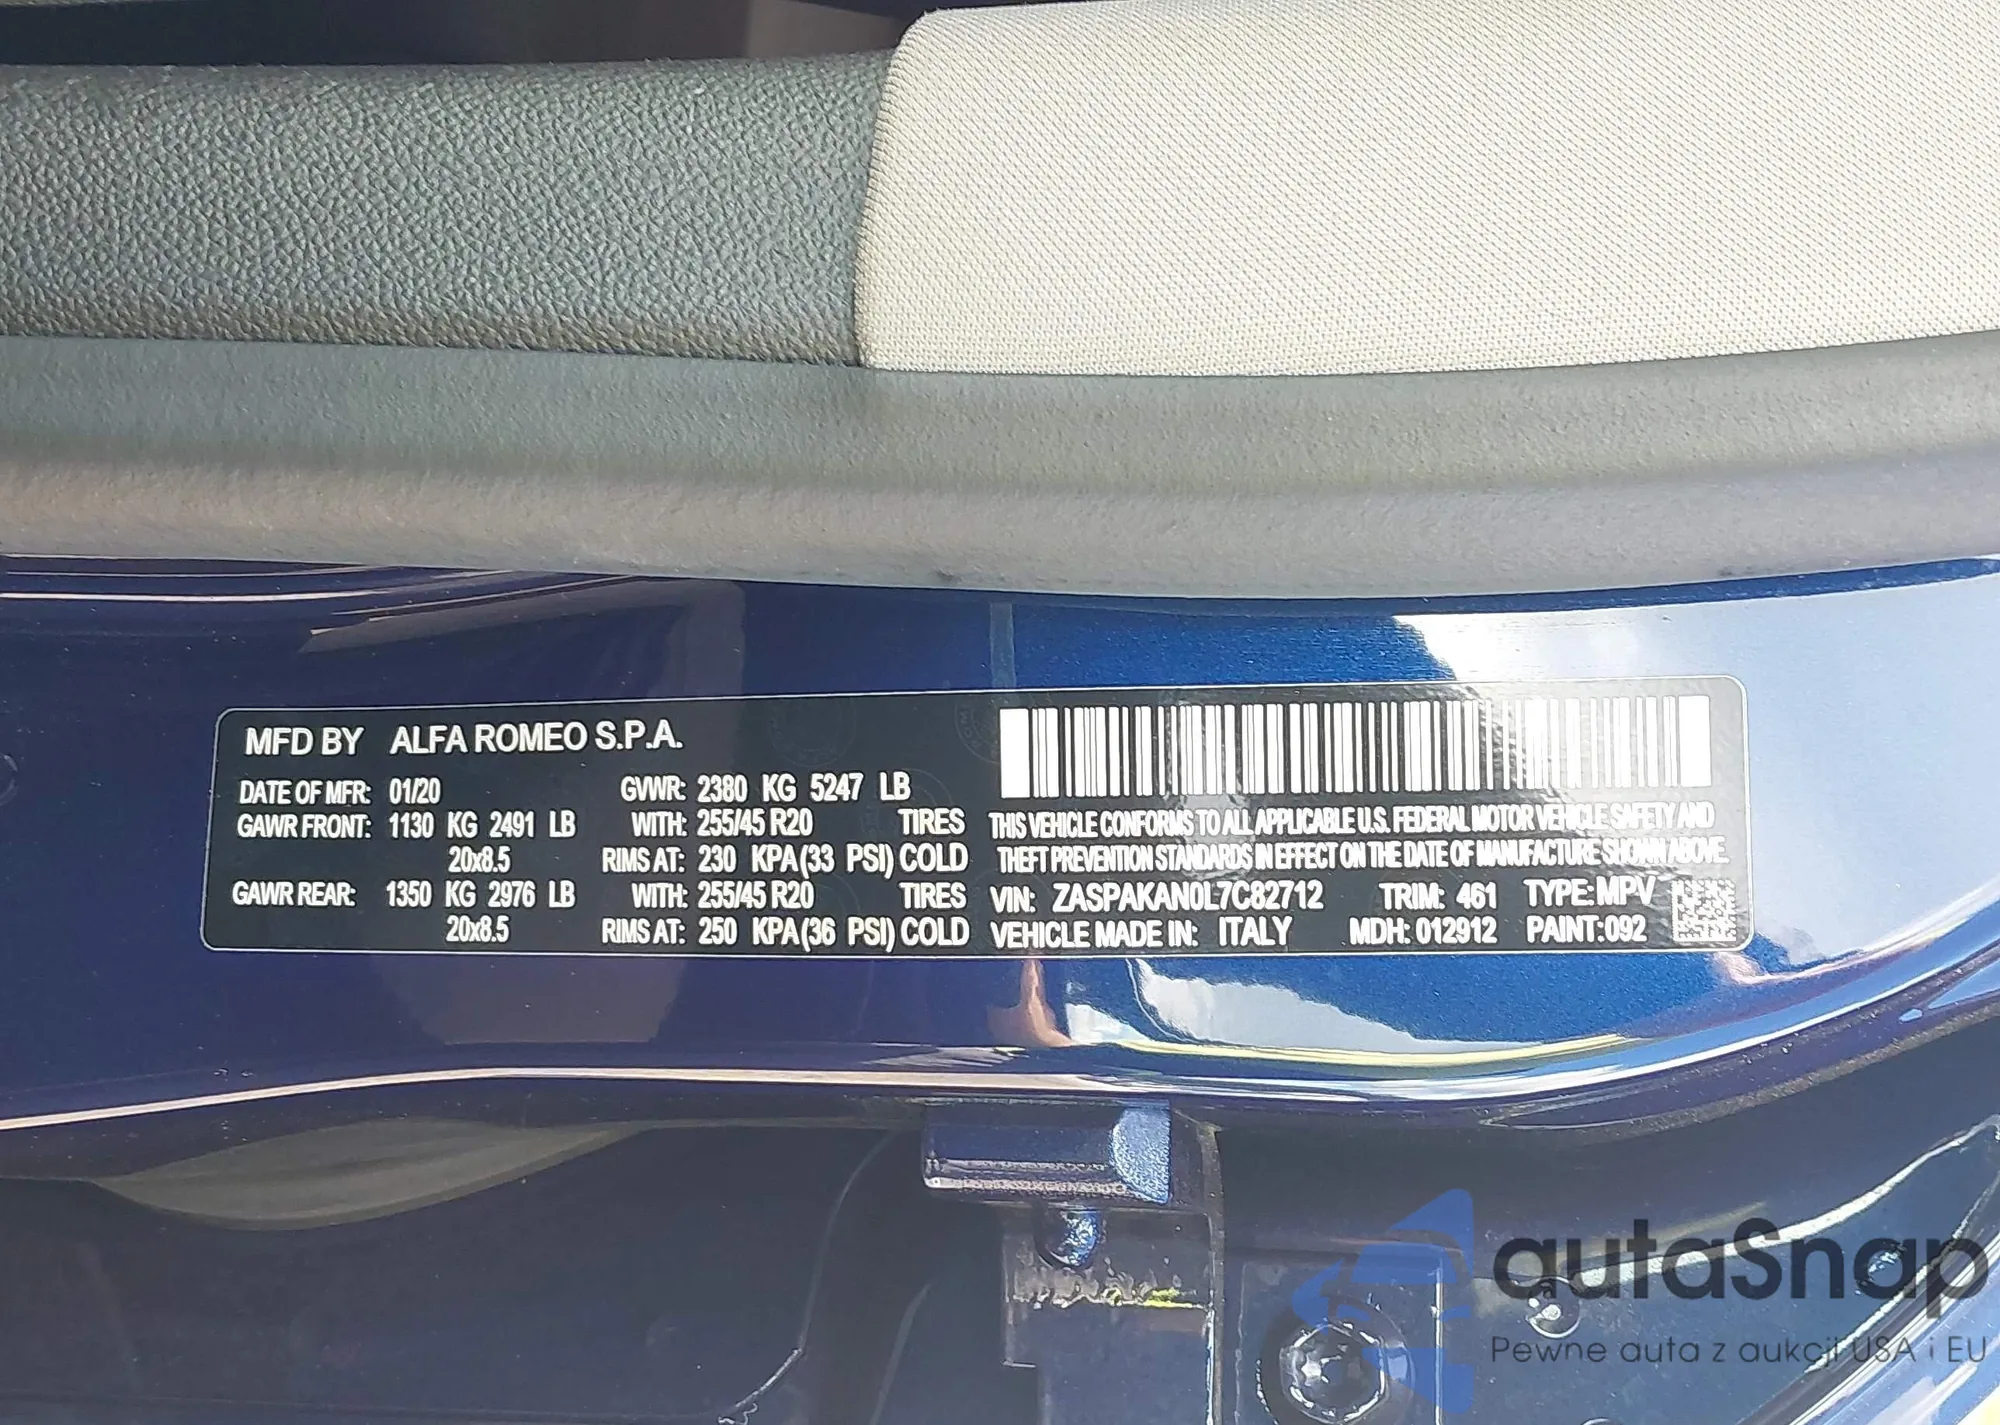 MFD BY ALFA ROMEO S.P.A.
DATE OF MFR: 01/20 GVWR: 2380 KG 5247 LB
GAWR FRONT: 1130 KG 2491 LB WITH: 255/45 R20 TIRES
20x8.5 RIMS AT: 230 KPA(33 PSI) COLD
GAWR REAR: 1350 KG 2976 LB WITH: 255/45 R20 TIRES
20x8.5 RIMS AT: 250 KPA(36 PSI) COLD
THIS VEHICLE CONFORMS TO ALL APPLICABLE U.S. FEDERAL MOTOR VEHICLE SAFETY AND
THEFT PREVENTION STANDARDS IN EFFECT ON THE DATE OF MANUFACTURE SHOWN ABOVE.
VIN: ZASPAKAN0L7C82712 TRIM: 461 TYPE: MPV
VEHICLE MADE IN: ITALY MDH: 012912 PAINT: 092
autaSnap
Pewne auta z aukcji USA i EU